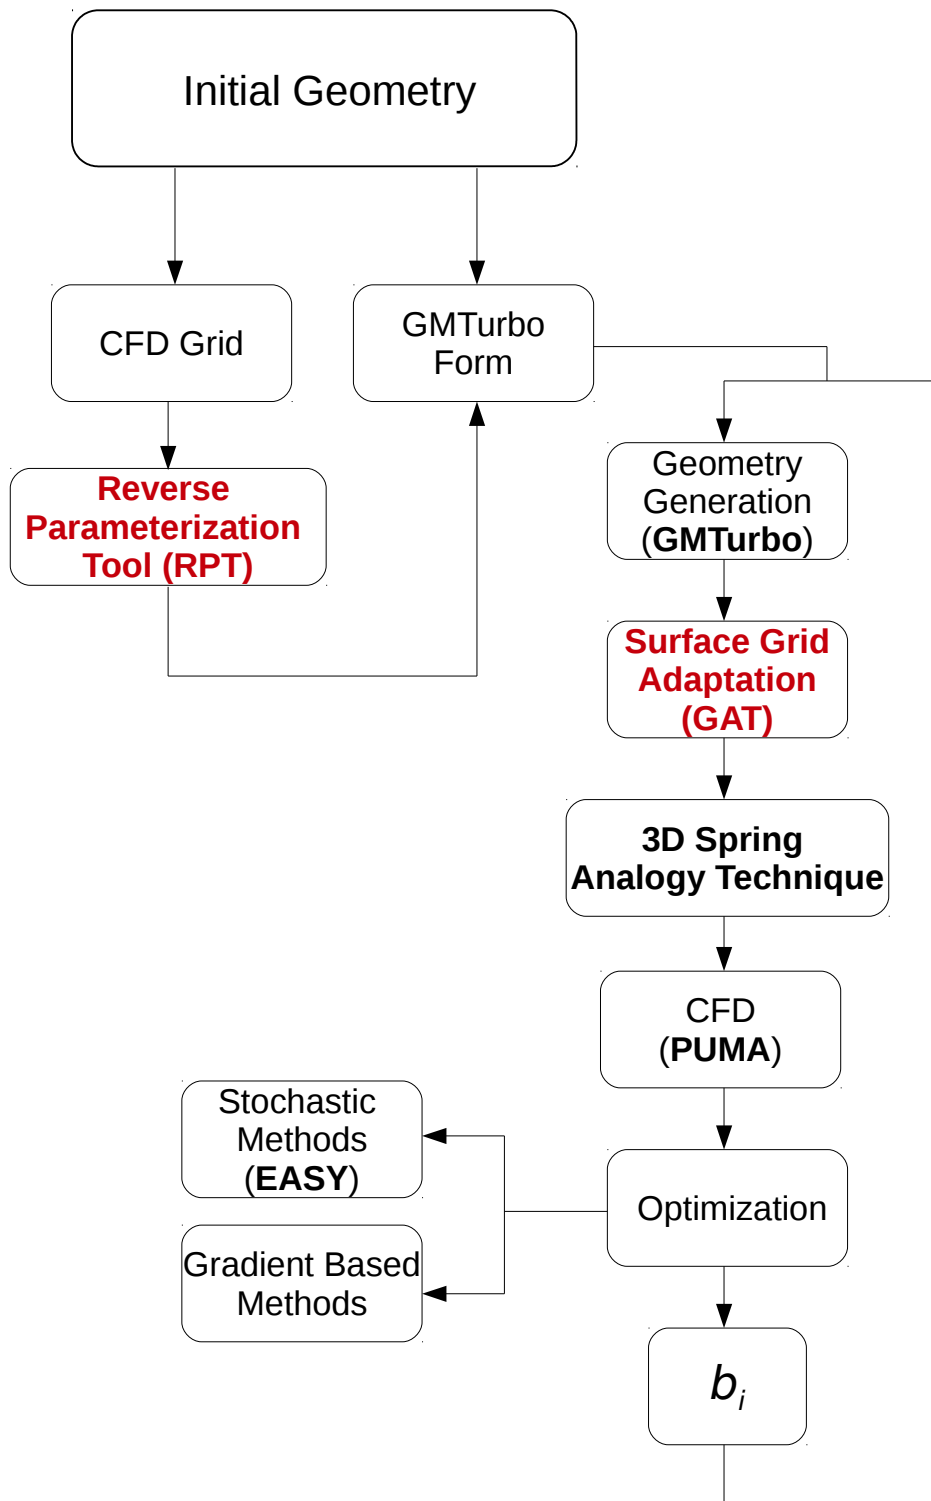 Initial Geometry
CFD Grid
GMTurbo
Form
Reverse
Parameterization
Tool (RPT)
Geometry
Generation
(GMTurbo)
Surface Grid
Adaptation
(GAT)
3D Spring
Analogy Technique
CFD
(PUMA)
Stochastic
Methods
(EASY)
Optimization
Gradient Based
Methods
b_i